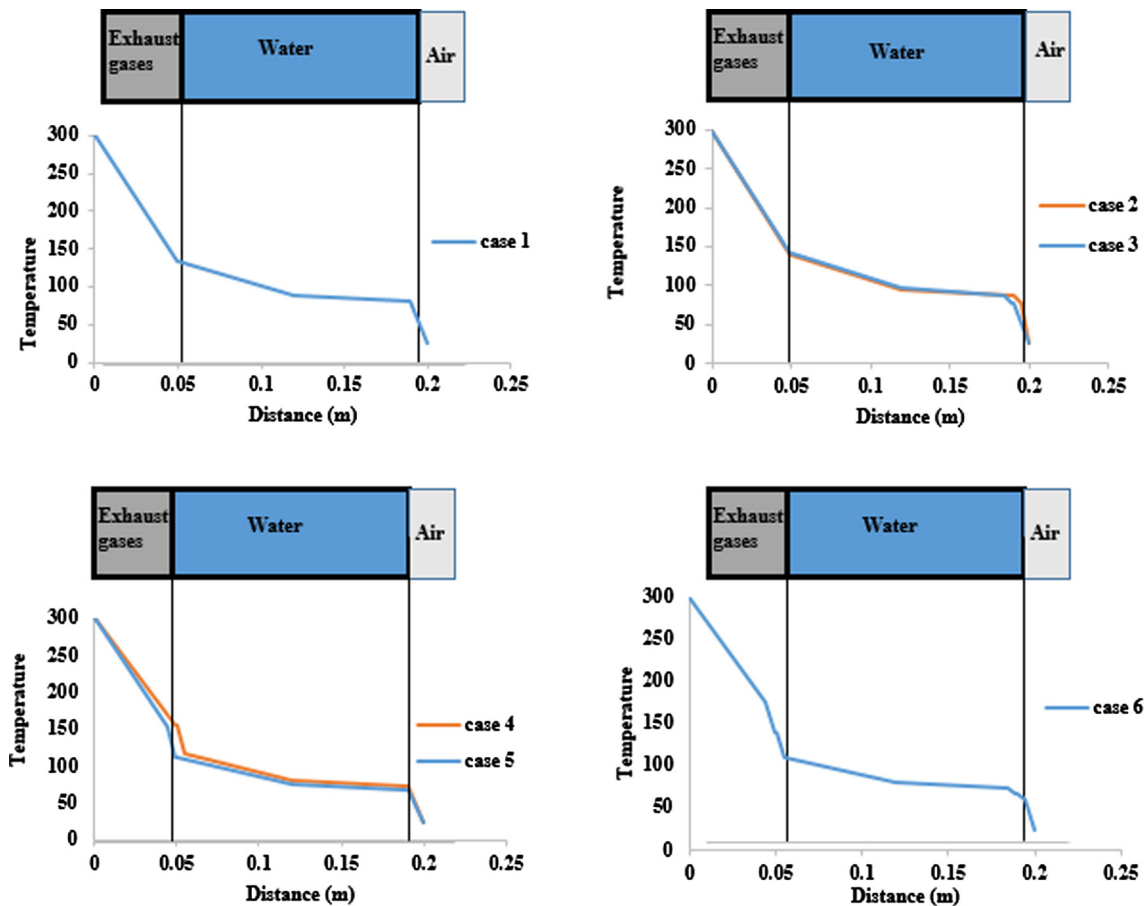 Exhaust
gases
Water
Air
300
250
200
150
100
50
0
Temperature
0
0.05
0.1
0.15
0.2
0.25
Distance (m)
case 1
Exhaust
gases
Water
Air
300
250
200
150
100
50
0
Temperature
0
0.05
0.1
0.15
0.2
0.25
Distance (m)
case 2
case 3
Exhaust
gases
Water
Air
300
250
200
150
100
50
0
Temperature
0
0.05
0.1
0.15
0.2
0.25
Distance (m)
case 4
case 5
Exhaust
gases
Water
Air
300
250
200
150
100
50
0
Temperature
0
0.05
0.1
0.15
0.2
0.25
Distance (m)
case 6